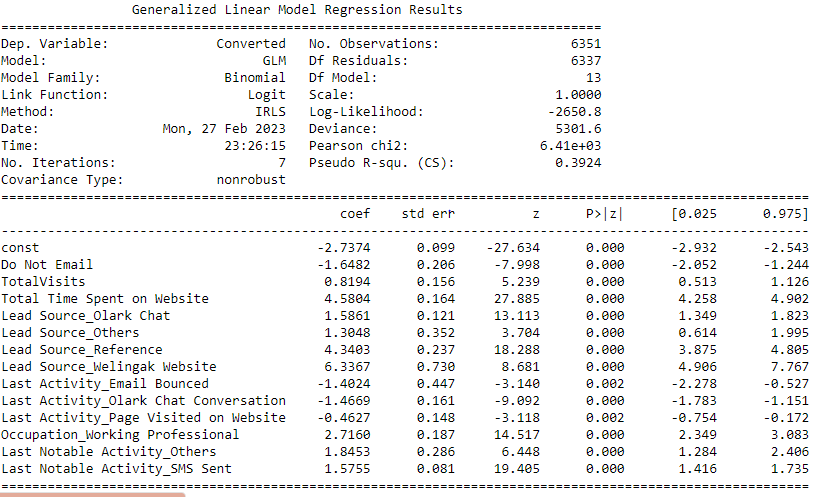 Generalized Linear Model Regression Results
==============================================================================
Dep. Variable: Converted No. Observations: 6351
Model: GLM Df Residuals: 6337
Model Family: Binomial Df Model: 13
Link Function: Logit Scale: 1.0000
Method: IRLS Log-Likelihood: -2650.8
Date: Mon, 27 Feb 2023 Deviance: 5301.6
Time: 23:26:15 Pearson chi2: 6.41e+03
No. Iterations: 7 Pseudo R-squ. (CS): 0.3924
Covariance Type: nonrobust
==============================================================================
coef std err z P>|z| [0.025 0.975]
------------------------------------------------------------------------------
const -2.7374 0.099 -27.634 0.000 -2.932 -2.543
Do Not Email -1.6482 0.206 -7.998 0.000 -2.052 -1.244
TotalVisits 0.8194 0.156 5.239 0.000 0.513 1.126
Total Time Spent on Website 4.5804 0.164 27.885 0.000 4.258 4.902
Lead Source_Olark Chat 1.5861 0.121 13.113 0.000 1.349 1.823
Lead Source_Others 1.3048 0.352 3.704 0.000 0.614 1.995
Lead Source_Reference 4.3403 0.237 18.288 0.000 3.875 4.805
Lead Source_Welingak Website 6.3367 0.730 8.681 0.000 4.906 7.767
Last Activity_Email Bounced -1.4024 0.447 -3.140 0.002 -2.278 -0.527
Last Activity_Olark Chat Conversation -1.4669 0.161 -9.092 0.000 -1.783 -1.151
Last Activity_Page Visited on Website -0.4627 0.148 -3.118 0.002 -0.754 -0.172
Occupation_Working Professional 2.7160 0.187 14.517 0.000 2.349 3.083
Last Notable Activity_Others 1.8453 0.286 6.448 0.000 1.284 2.406
Last Notable Activity_SMS Sent 1.5755 0.081 19.405 0.000 1.416 1.735
==============================================================================